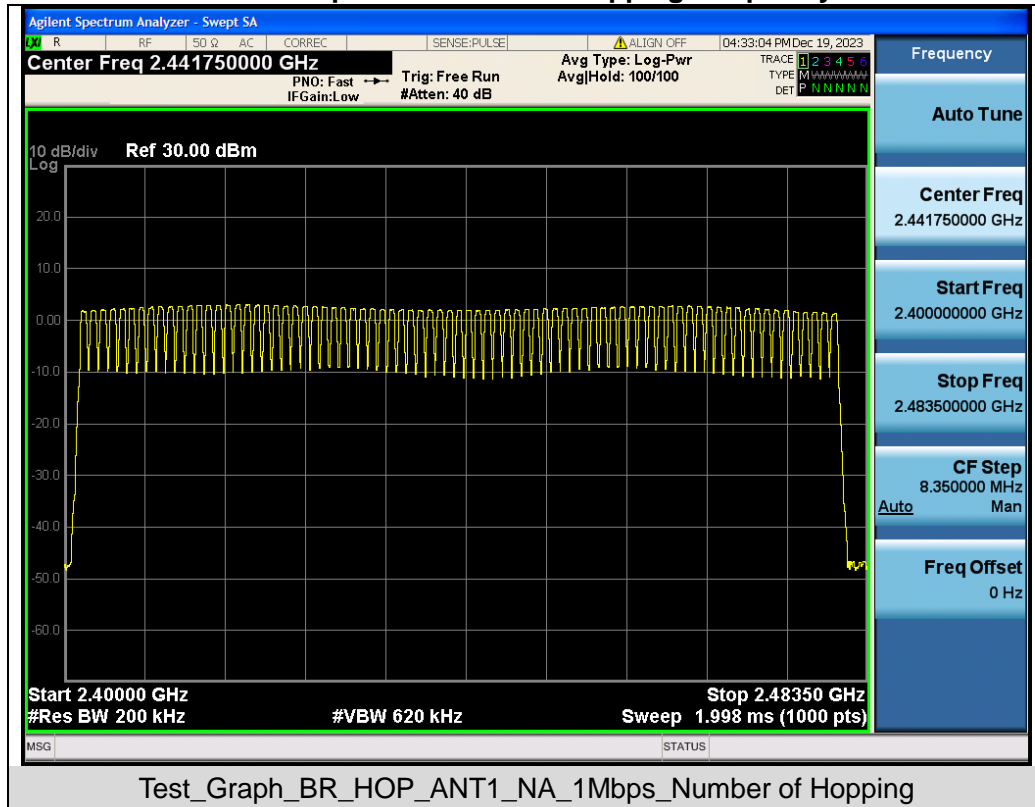 Agilent Spectrum Analyzer - Swept SA
LXI R RF 50 Ω AC CORREC SENSE:PULSE ALIGN OFF 04:33:04 PM Dec 19, 2023
Center Freq 2.441750000 GHz
PNO: Fast
IFGain:Low
Trig: Free Run
#Atten: 40 dB
Avg Type: Log-Pwr
Avg|Hold: 100/100
TRACE 1 2 3 4 5 6
TYPE M WWWWW
DET P N N N N N
10 dB/div
Log
Ref 30.00 dBm
20.0
10.0
0.00
-10.0
-20.0
-30.0
-40.0
-50.0
-60.0
Start 2.40000 GHz
Stop 2.48350 GHz
#Res BW 200 kHz
#VBW 620 kHz
Sweep 1.998 ms (1000 pts)
MSG
STATUS
Frequency
Auto Tune
Center Freq
2.441750000 GHz
Start Freq
2.400000000 GHz
Stop Freq
2.483500000 GHz
CF Step
8.350000 MHz
Auto Man
Freq Offset
0 Hz
Test_Graph_BR_HOP_ANT1_NA_1Mbps_Number of Hopping